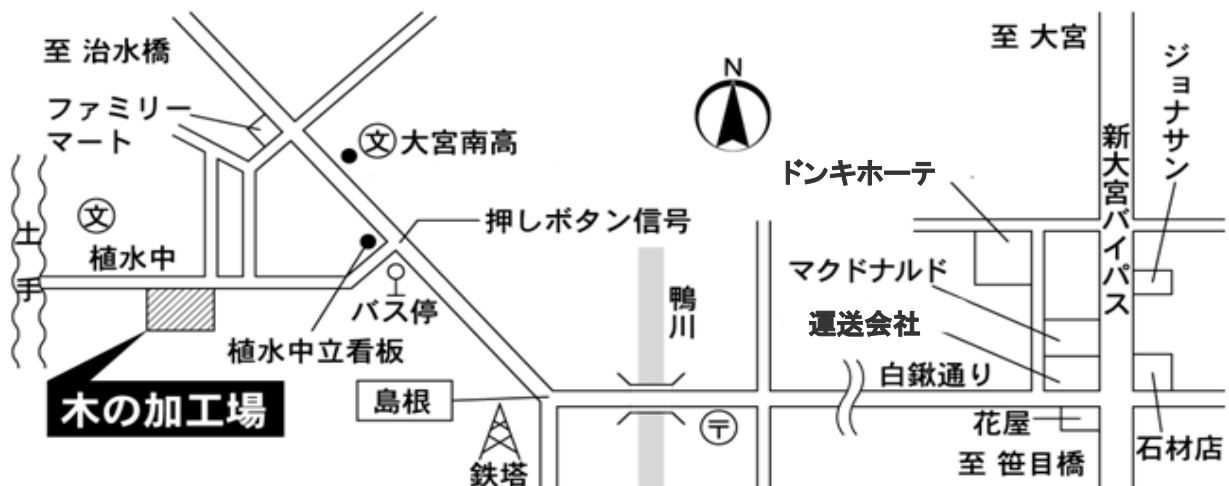 至 治水橋
ファミリー
マート
文
大宮南高
文
植水中
土手
押しボタン信号
バス停
植水中立看板
木の加工場
島根
鉄塔
鴨川
〒
N
至 大宮
ジョナサン
新大宮バイパス
ドンキホーテ
マクドナルド
運送会社
白鍬通り
花屋
至 笹目橋
石材店